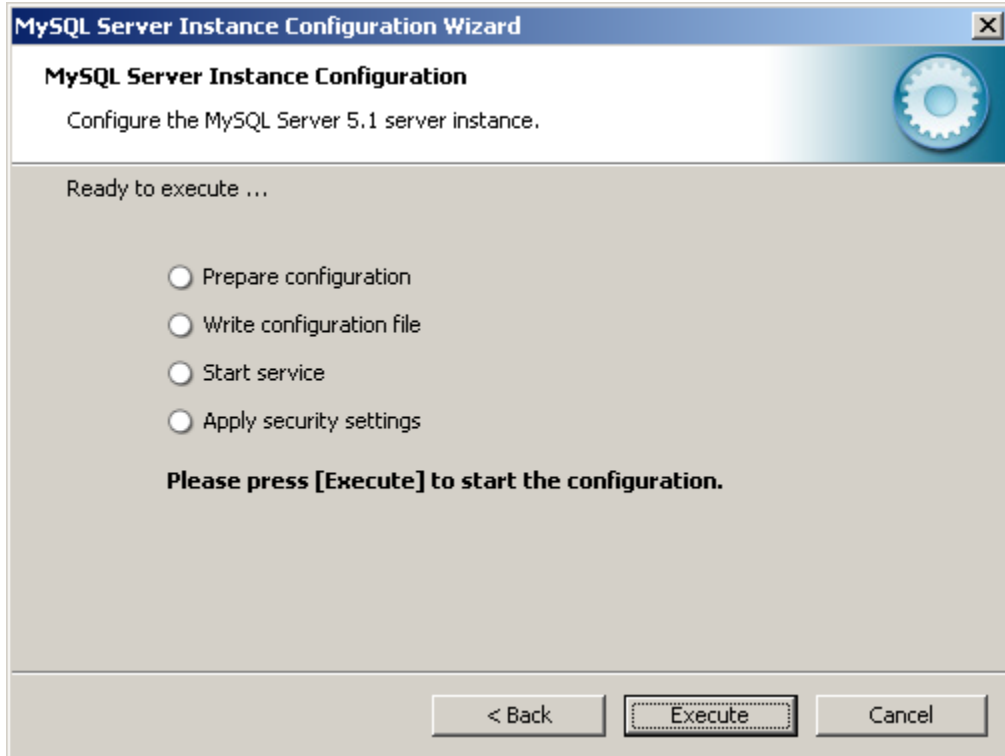 MySQL Server Instance Configuration Wizard
MySQL Server Instance Configuration
Configure the MySQL Server 5.1 server instance.
Ready to execute ...
Prepare configuration
Write configuration file
Start service
Apply security settings
Please press [Execute] to start the configuration.
< Back Execute Cancel